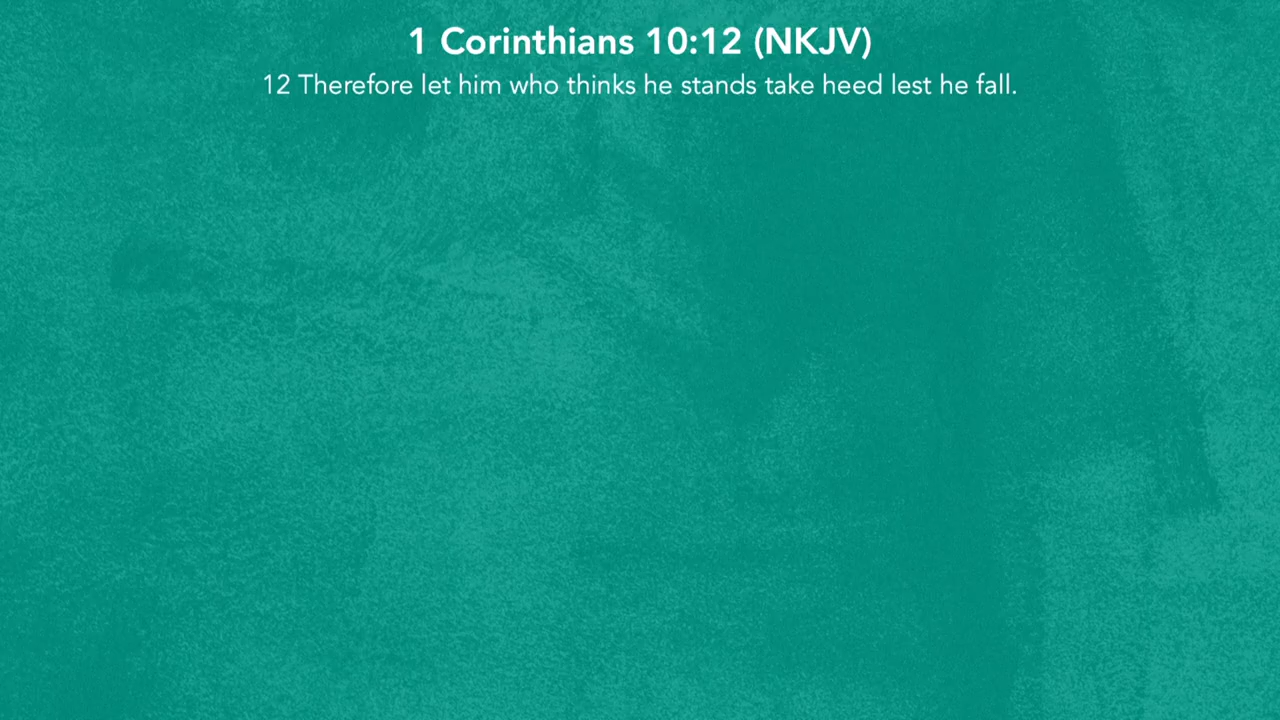 1 Corinthians 10:12 (NKJV)
12 Therefore let him who thinks he stands take heed lest he fall.